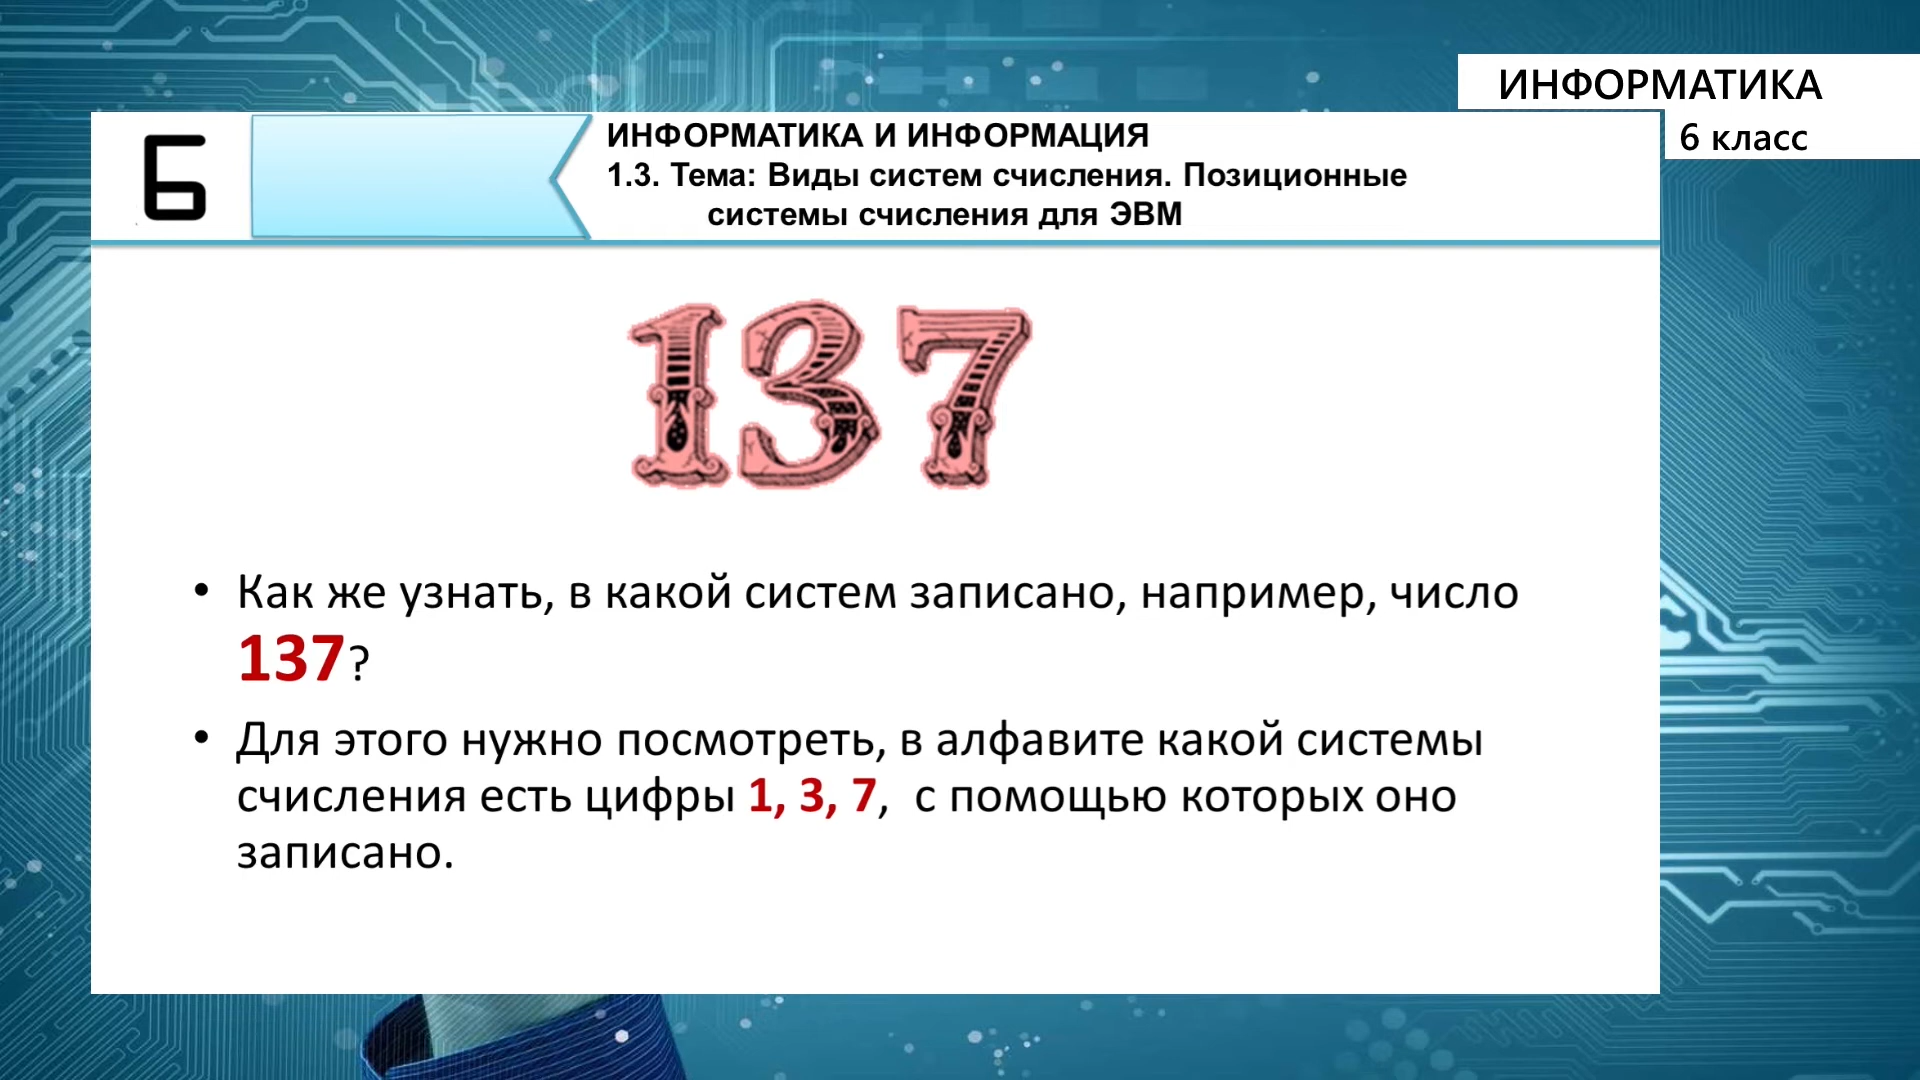 ИНФОРМАТИКА
6 класс
Б
ИНФОРМАТИКА И ИНФОРМАЦИЯ
1.3. Тема: Виды систем счисления. Позиционные
системы счисления для ЭВМ
137
• Как же узнать, в какой систем записано, например, число
137?
• Для этого нужно посмотреть, в алфавите какой системы
счисления есть цифры 1, 3, 7, с помощью которых оно
записано.